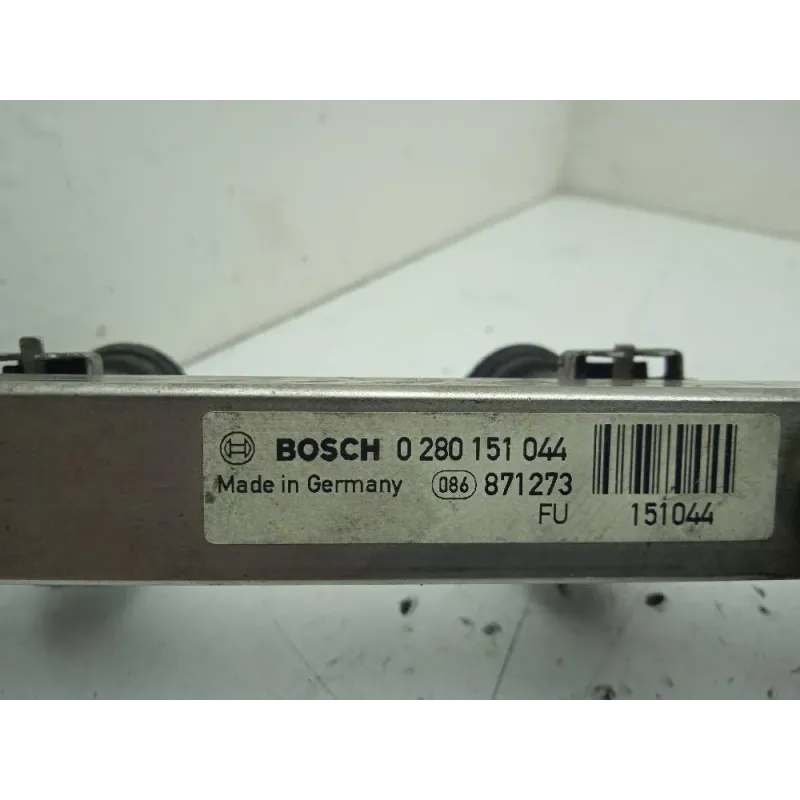 BOSCH 0 280 151 044
Made in Germany 086 871273
FU 151044